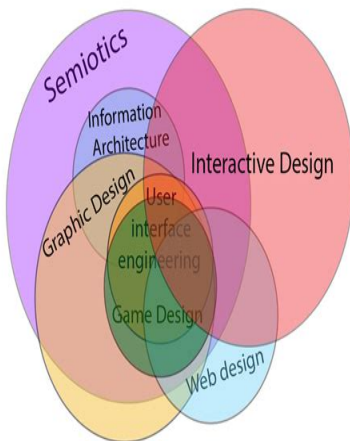 Semiotics
Information
Architecture
Interactive Design
Graphic Design
User
interface
engineering
Game Design
Web design